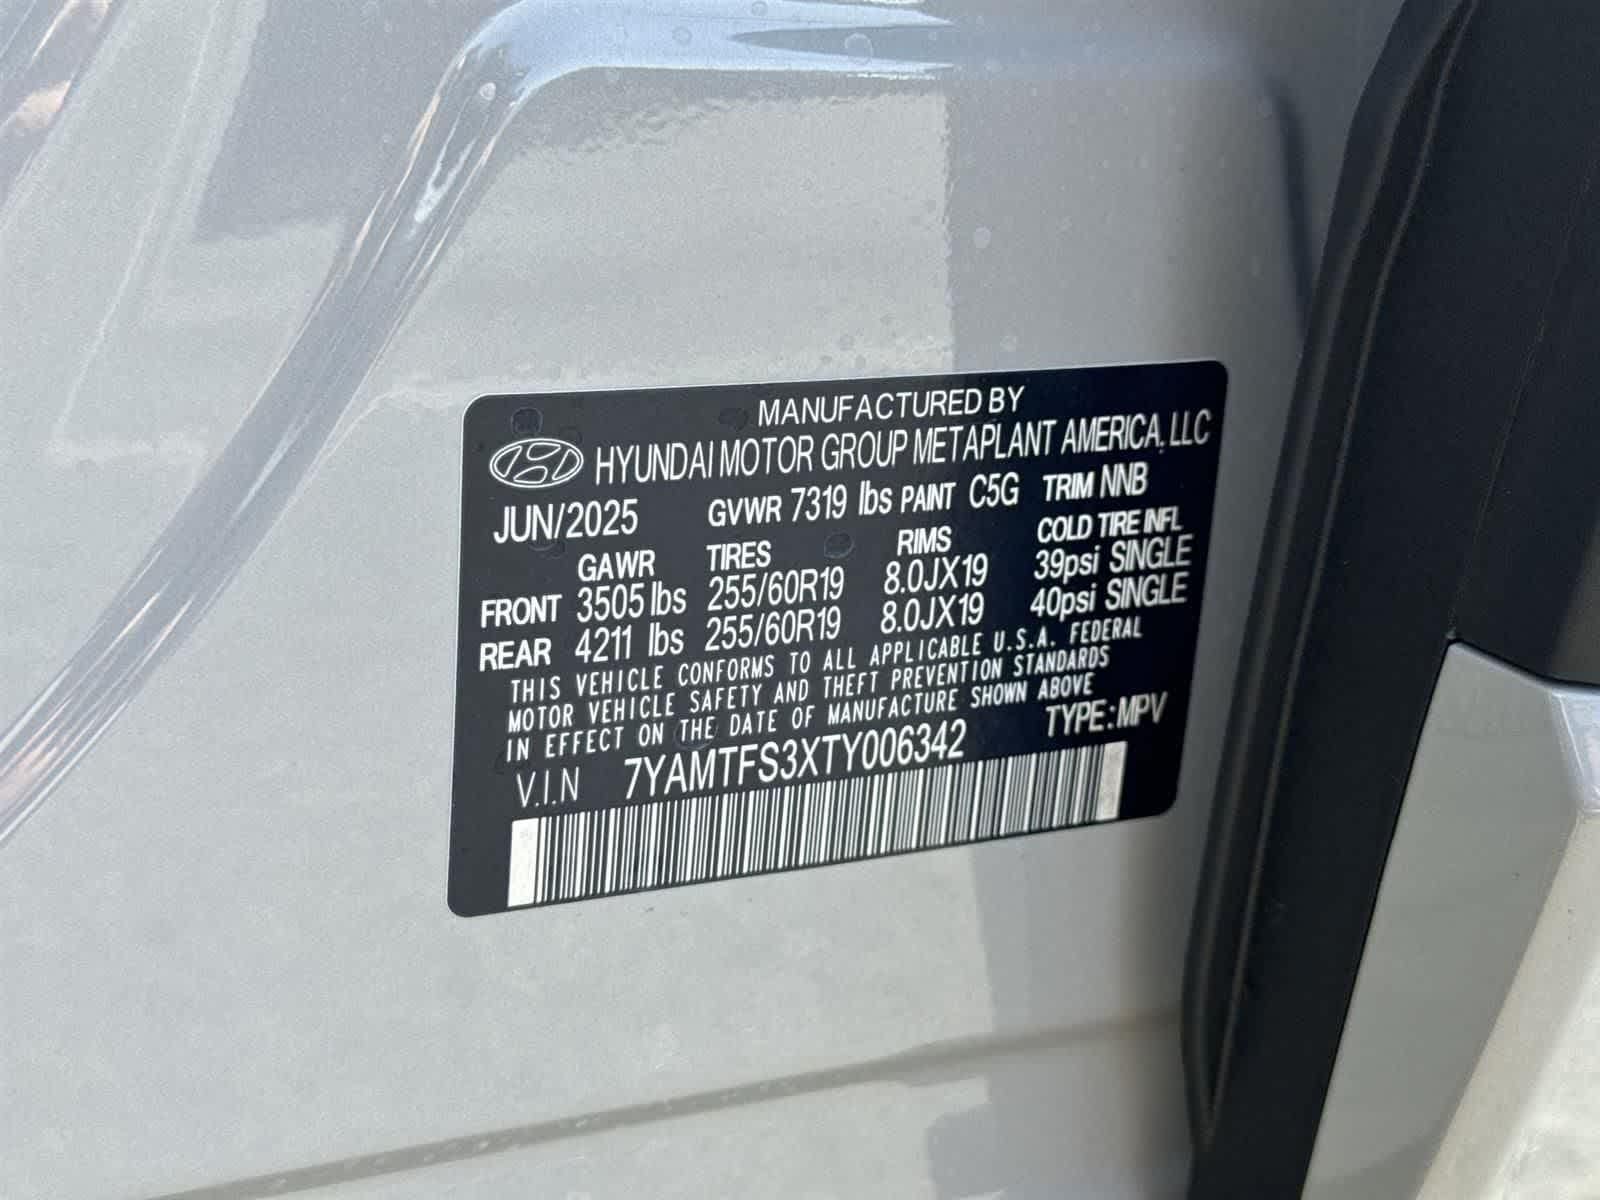 MANUFACTURED BY
HYUNDAI MOTOR GROUP METAPLANT AMERICA, LLC
JUN/2025 GVWR 7319 lbs PAINT C5G TRIM NNB
GAWR TIRES RIMS COLD TIRE INFL
FRONT 3505 lbs 255/60R19 8.0JX19 39psi SINGLE
REAR 4211 lbs 255/60R19 8.0JX19 40psi SINGLE
THIS VEHICLE CONFORMS TO ALL APPLICABLE U.S.A. FEDERAL
MOTOR VEHICLE SAFETY AND THEFT PREVENTION STANDARDS
IN EFFECT ON THE DATE OF MANUFACTURE SHOWN ABOVE
V.I.N 7YAMTFS3XTY006342 TYPE:MPV